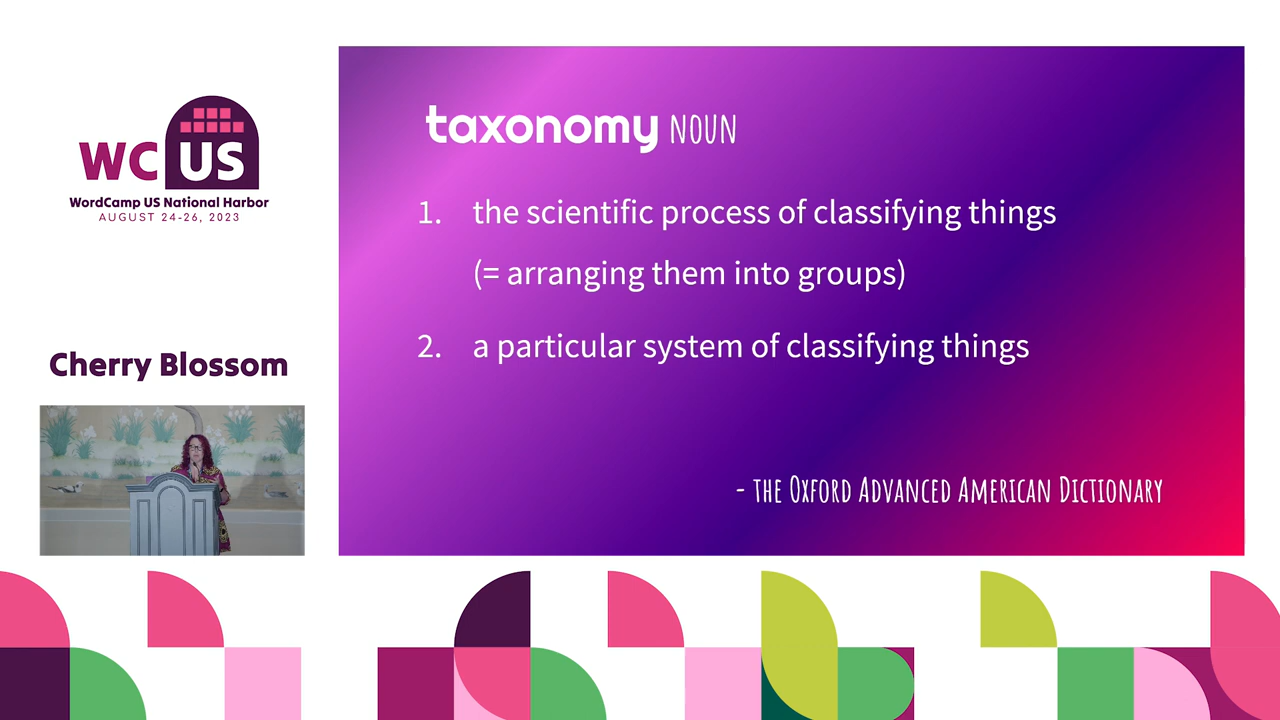 WC US
WordCamp US National Harbor
AUGUST 24-26, 2023
Cherry Blossom
taxonomy NOUN
1. the scientific process of classifying things
(= arranging them into groups)
2. a particular system of classifying things
- THE OXFORD ADVANCED AMERICAN DICTIONARY